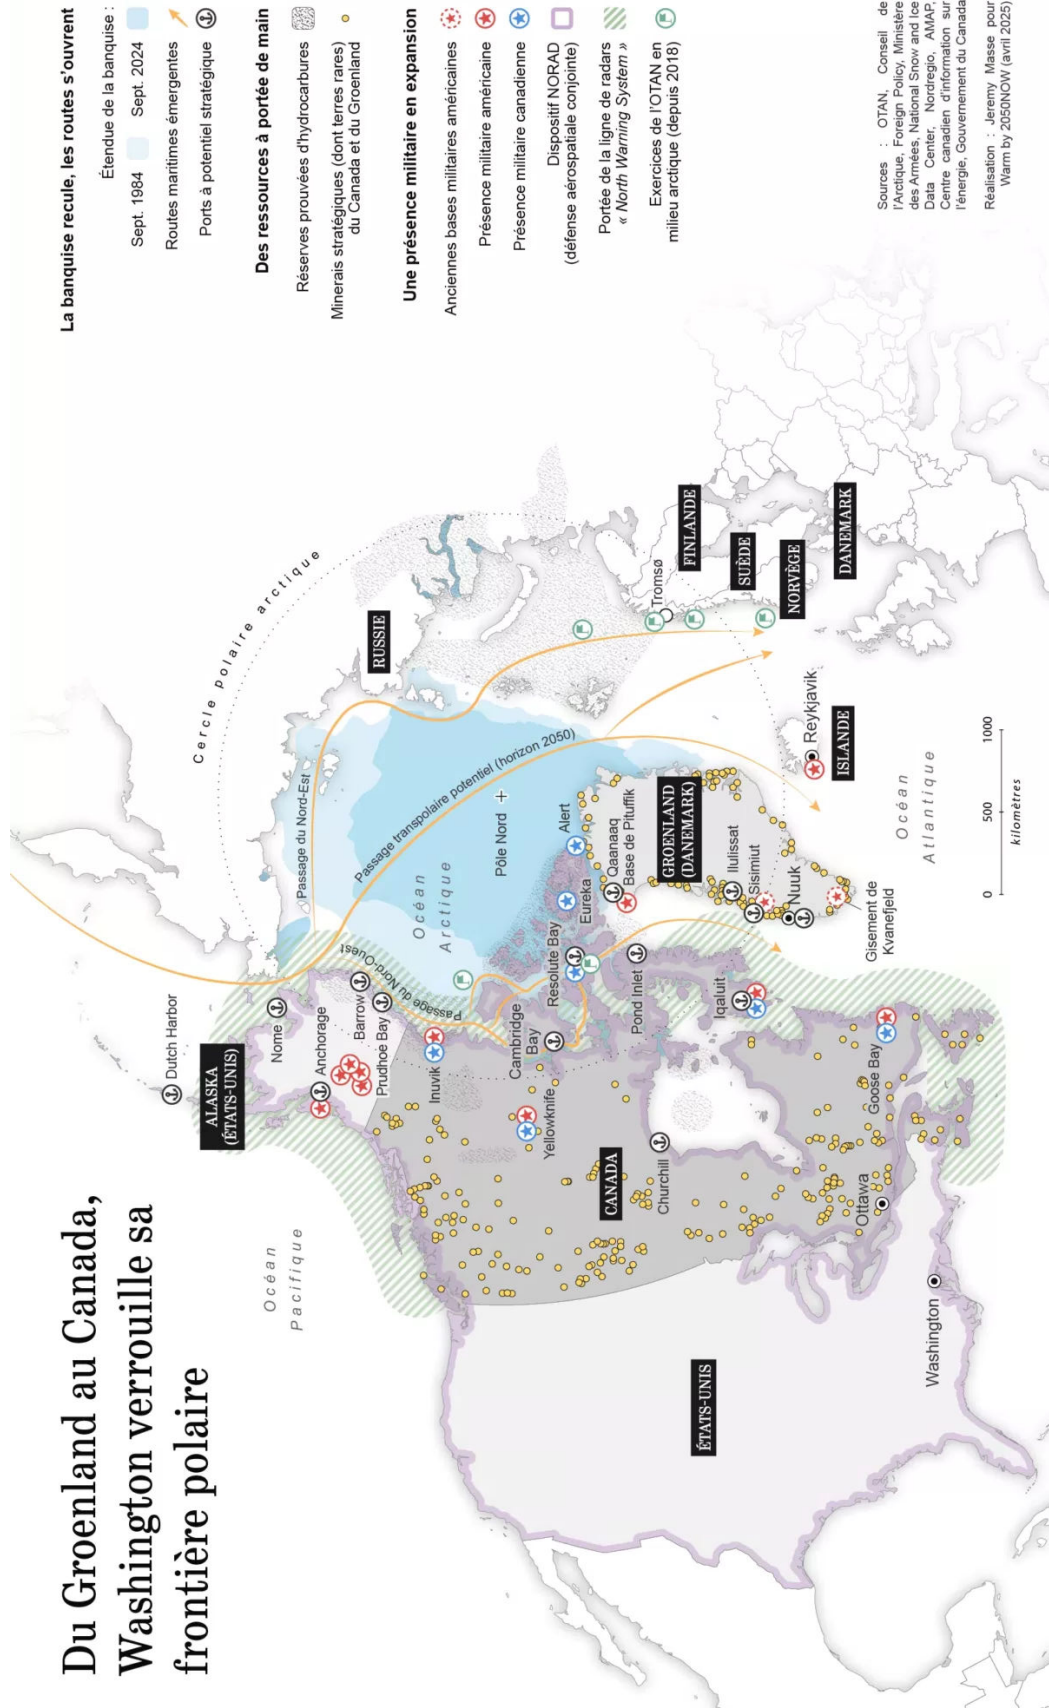 Du Groenland au Canada,
Washington verrouille sa
frontière polaire
La banquise recule, les routes s'ouvrent
Étendue de la banquise :
Sept. 1984
Sept. 2024
Routes maritimes émergentes
Ports à potentiel stratégique
Des ressources à portée de main
Réserves prouvées d'hydrocarbures
Minerais stratégiques (dont terres rares)
du Canada et du Groenland
Une présence militaire en expansion
Anciennes bases militaires américaines
Présence militaire américaine
Présence militaire canadienne
Dispositif NORAD
(défense aérospatiale conjointe)
Portée de la ligne de radars
« North Warning System »
Exercices de l'OTAN en
milieu arctique (depuis 2018)
Sources : OTAN, Conseil de
l'Arctique, Foreign Policy, Ministère
des Armées, National Snow and Ice
Data Center, Nordregio, AMAP,
Centre canadien d'information sur
l'énergie, Gouvernement du Canada
Réalisation : Jeremy Masse pour
Warm by 2050NOW (avril 2025)
Océan
Pacifique
Dutch Harbor
ALASKA
(ÉTATS-UNIS)
Nome
Anchorage
Barrow
Prudhoe Bay
Passage du Nord-Ouest
Inuvik
Cambridge
Bay
Yellowknife
Resolute Bay
Pond Inlet
Iqaluit
Churchill
CANADA
Goose Bay
Ottawa
Washington
ÉTATS-UNIS
Cercle polaire arctique
RUSSIE
Passage du Nord-Est
Passage transpolaire potentiel (horizon 2050)
Océan
Arctique
Pôle Nord
Alert
Eureka
Qaanaaq
Base de Pituffik
GROENLAND
(DANEMARK)
Ilulissat
Sisimiut
Nuuk
Gisement de
Kvanefjeld
Tromsø
FINLANDE
SUÈDE
NORVÈGE
DANEMARK
Reykjavik
ISLANDE
Océan
Atlantique
0
500
1000
kilomètres